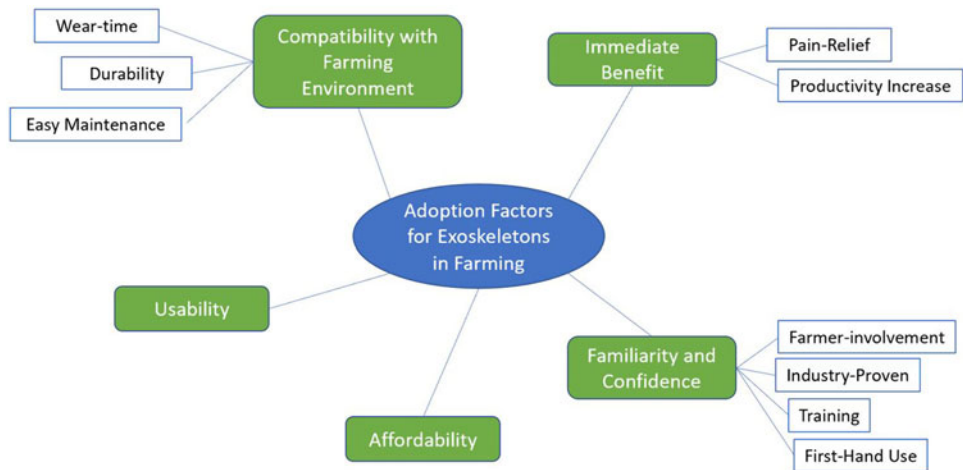 Wear-time
Durability
Easy Maintenance
Compatibility with
Farming
Environment
Immediate
Benefit
Pain-Relief
Productivity Increase
Adoption Factors
for Exoskeletons
in Farming
Usability
Affordability
Familiarity and
Confidence
Farmer-involvement
Industry-Proven
Training
First-Hand Use